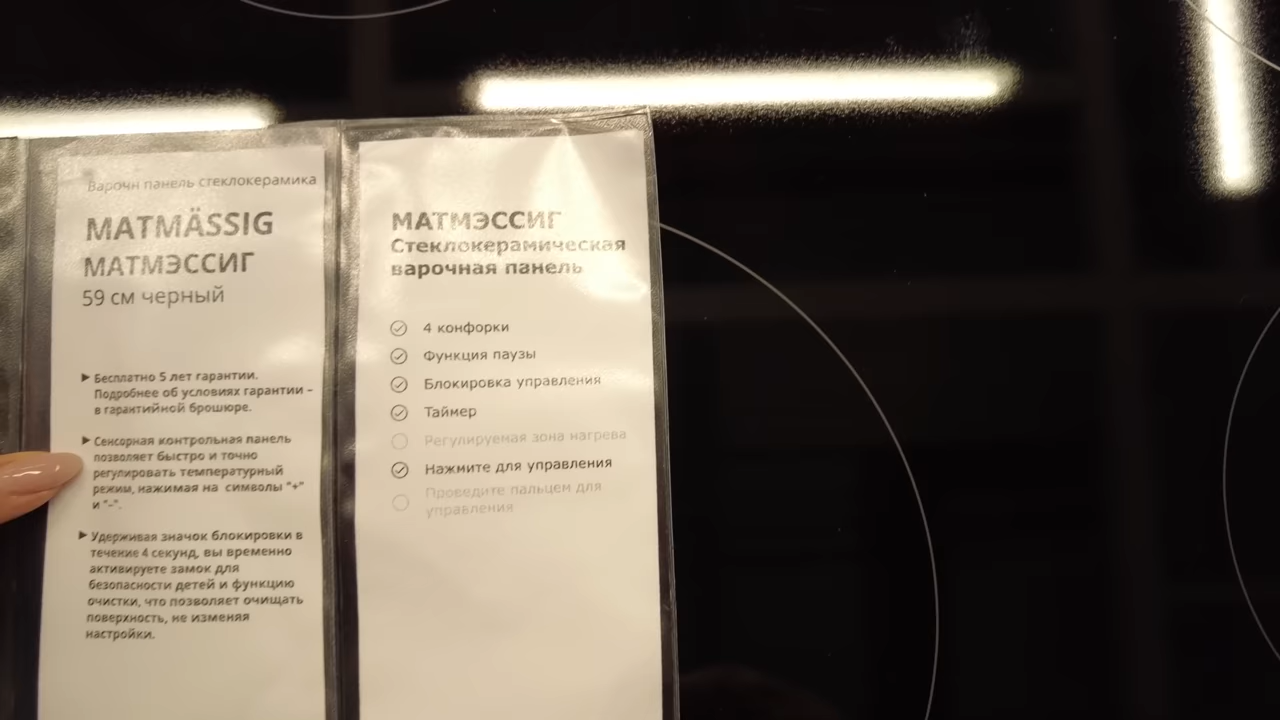 Варочн панель стеклокерамика
MATMÄSSIG
МАТМЭССИГ
59 см черный
Бесплатно 5 лет гарантии.
Подробнее об условиях гарантии –
в гарантийной брошюре.
Сенсорная контрольная панель
позволяет быстро и точно
регулировать температурный
режим, нажимая на символы "+"
и "–".
Удерживая значок блокировки в
течение 4 секунд, вы временно
активируете замок для
безопасности детей и функцию
очистки, что позволяет очищать
поверхность, не изменяя
настройки.
МАТМЭССИГ
Стеклокерамическая
варочная панель
4 конфорки
Функция паузы
Блокировка управления
Таймер
Регулируемая зона нагрева
Нажмите для управления
Проведите пальцем для
управления